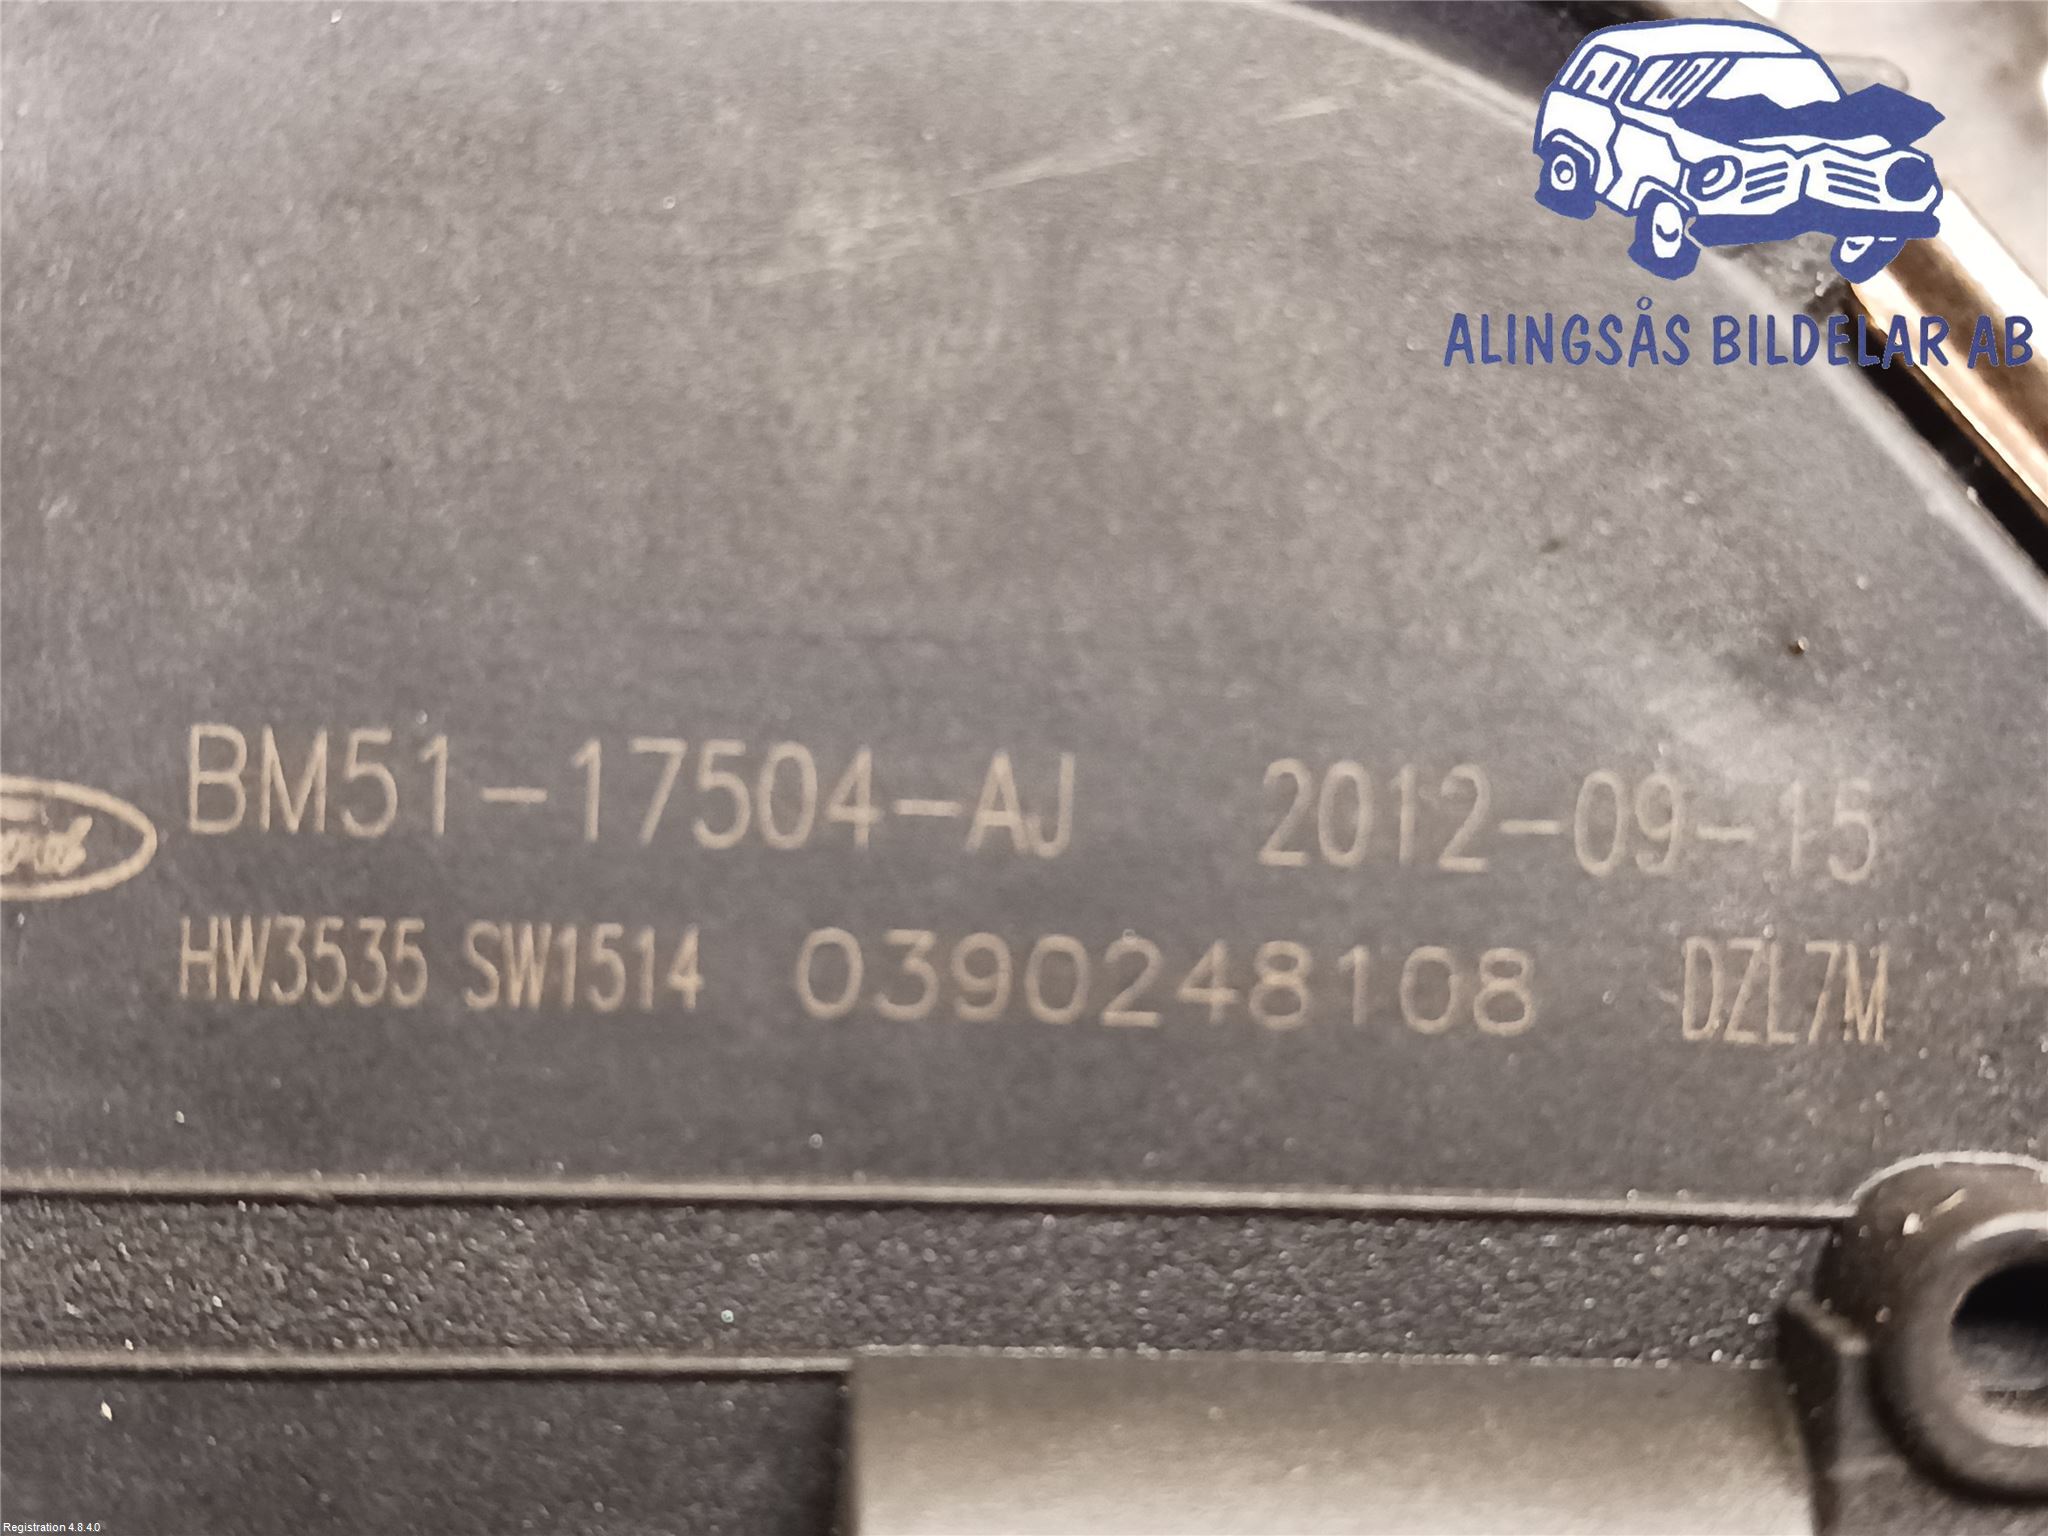 ALINGSÅS BILDELAR AB
BM51-17504-AJ 2012-09-15
HW3535 SW1514 0390248108 DZL7M
Registration 4.8.4.0